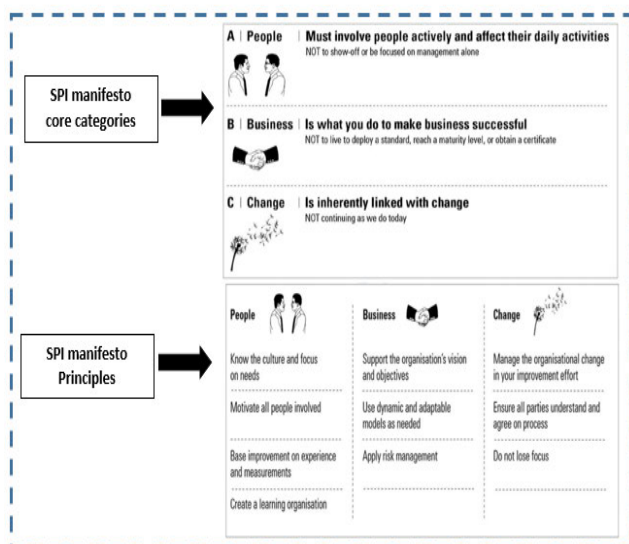 SPI manifesto
core categories
A | People | Must involve people actively and affect their daily activities
NOT to show-off or be focused on management alone
B | Business | Is what you do to make business successful
NOT to live to deploy a standard, reach a maturity level, or obtain a certificate
C | Change | Is inherently linked with change
NOT continuing as we do today
SPI manifesto
Principles
People
Know the culture and focus
on needs
Motivate all people involved
Base improvement on experience
and measurements
Create a learning organisation
Business
Support the organisation's vision
and objectives
Use dynamic and adaptable
models as needed
Apply risk management
Change
Manage the organisational change
in your improvement effort
Ensure all parties understand and
agree on process
Do not lose focus